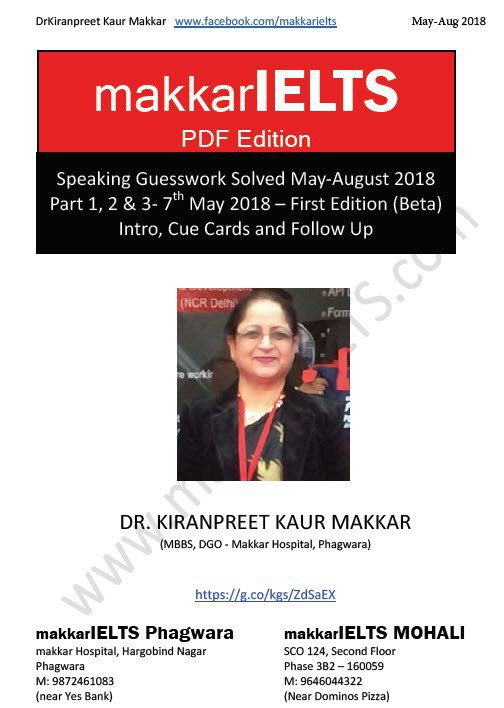 DrKiranpreet Kaur Makkar www.facebook.com/makkarielts May-Aug 2018
makkarIELTS
PDF Edition
Speaking Guesswork Solved May-August 2018
Part 1, 2 & 3- 7th May 2018 – First Edition (Beta)
Intro, Cue Cards and Follow Up
(NCR Delhi)
DR. KIRANPREET KAUR MAKKAR
(MBBS, DGO - Makkar Hospital, Phagwara)
https://g.co/kgs/ZdSaEX
makkarIELTS Phagwara
makkar Hospital, Hargobind Nagar
Phagwara
M: 9872461083
(near Yes Bank)
makkarIELTS MOHALI
SCO 124, Second Floor
Phase 3B2 – 160059
M: 9646044322
(Near Dominos Pizza)